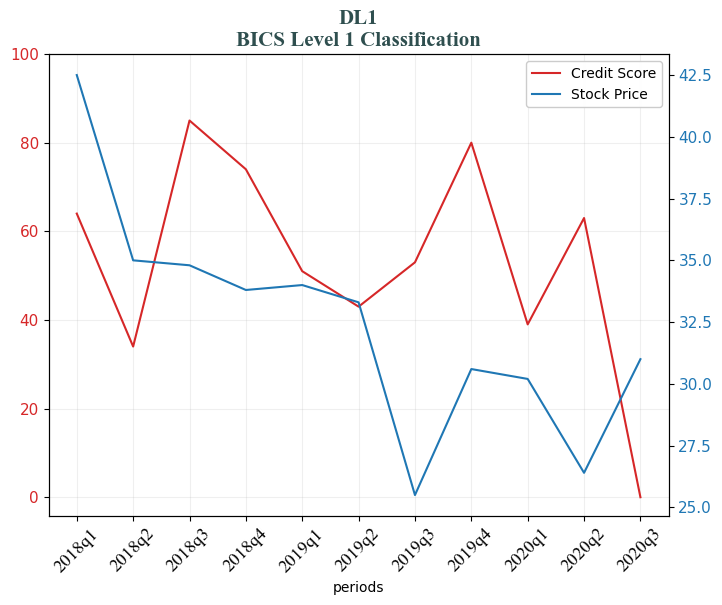 DL1
BICS Level 1 Classification
100
80
60
40
20
0
Credit Score
Stock Price
42.5
40.0
37.5
35.0
32.5
30.0
27.5
25.0
2018q1
2018q2
2018q3
2018q4
2019q1
2019q2
2019q3
2019q4
2020q1
2020q2
2020q3
periods